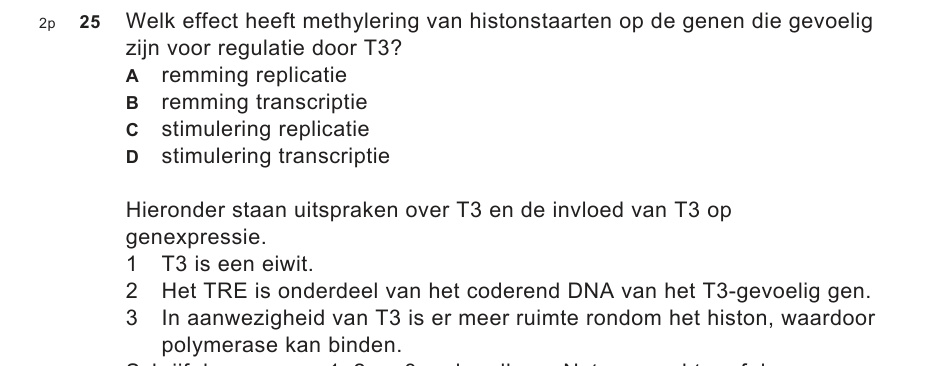 2p 25 Welk effect heeft methylering van histonstaarten op de genen die gevoelig
zijn voor regulatie door T3?
A remming replicatie
B remming transcriptie
C stimulering replicatie
D stimulering transcriptie
Hieronder staan uitspraken over T3 en de invloed van T3 op
genexpressie.
1 T3 is een eiwit.
2 Het TRE is onderdeel van het coderend DNA van het T3-gevoelig gen.
3 In aanwezigheid van T3 is er meer ruimte rondom het histon, waardoor
polymerase kan binden.